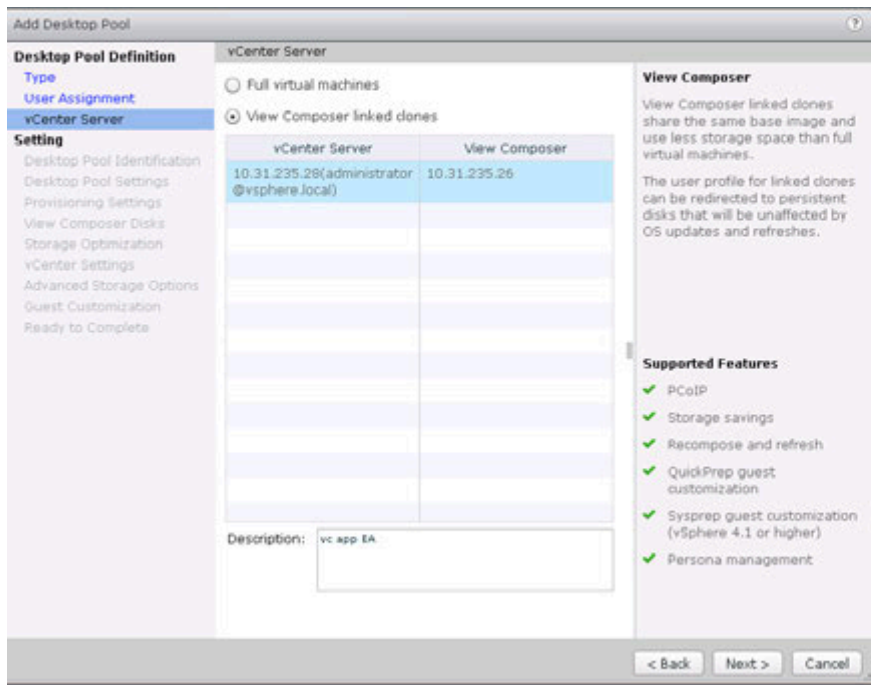 Add Desktop Pool
?
Desktop Pool Definition
Type
User Assignment
vCenter Server
Setting
Desktop Pool Identification
Desktop Pool Settings
Provisioning Settings
View Composer Disks
Storage Optimization
vCenter Settings
Advanced Storage Options
Guest Customization
Ready to Complete
vCenter Server
Full virtual machines
View Composer linked clones
vCenter Server View Composer
10.31.235.28(administrator 10.31.235.26
@vsphere.local)
Description: vc app EA
View Composer
View Composer linked clones
share the same base image and
use less storage space than full
virtual machines.
The user profile for linked clones
can be redirected to persistent
disks that will be unaffected by
OS updates and refreshes.
Supported Features
PCoIP
Storage savings
Recompose and refresh
QuickPrep guest
customization
Sysprep guest customization
(vSphere 4.1 or higher)
Persona management
< Back Next > Cancel